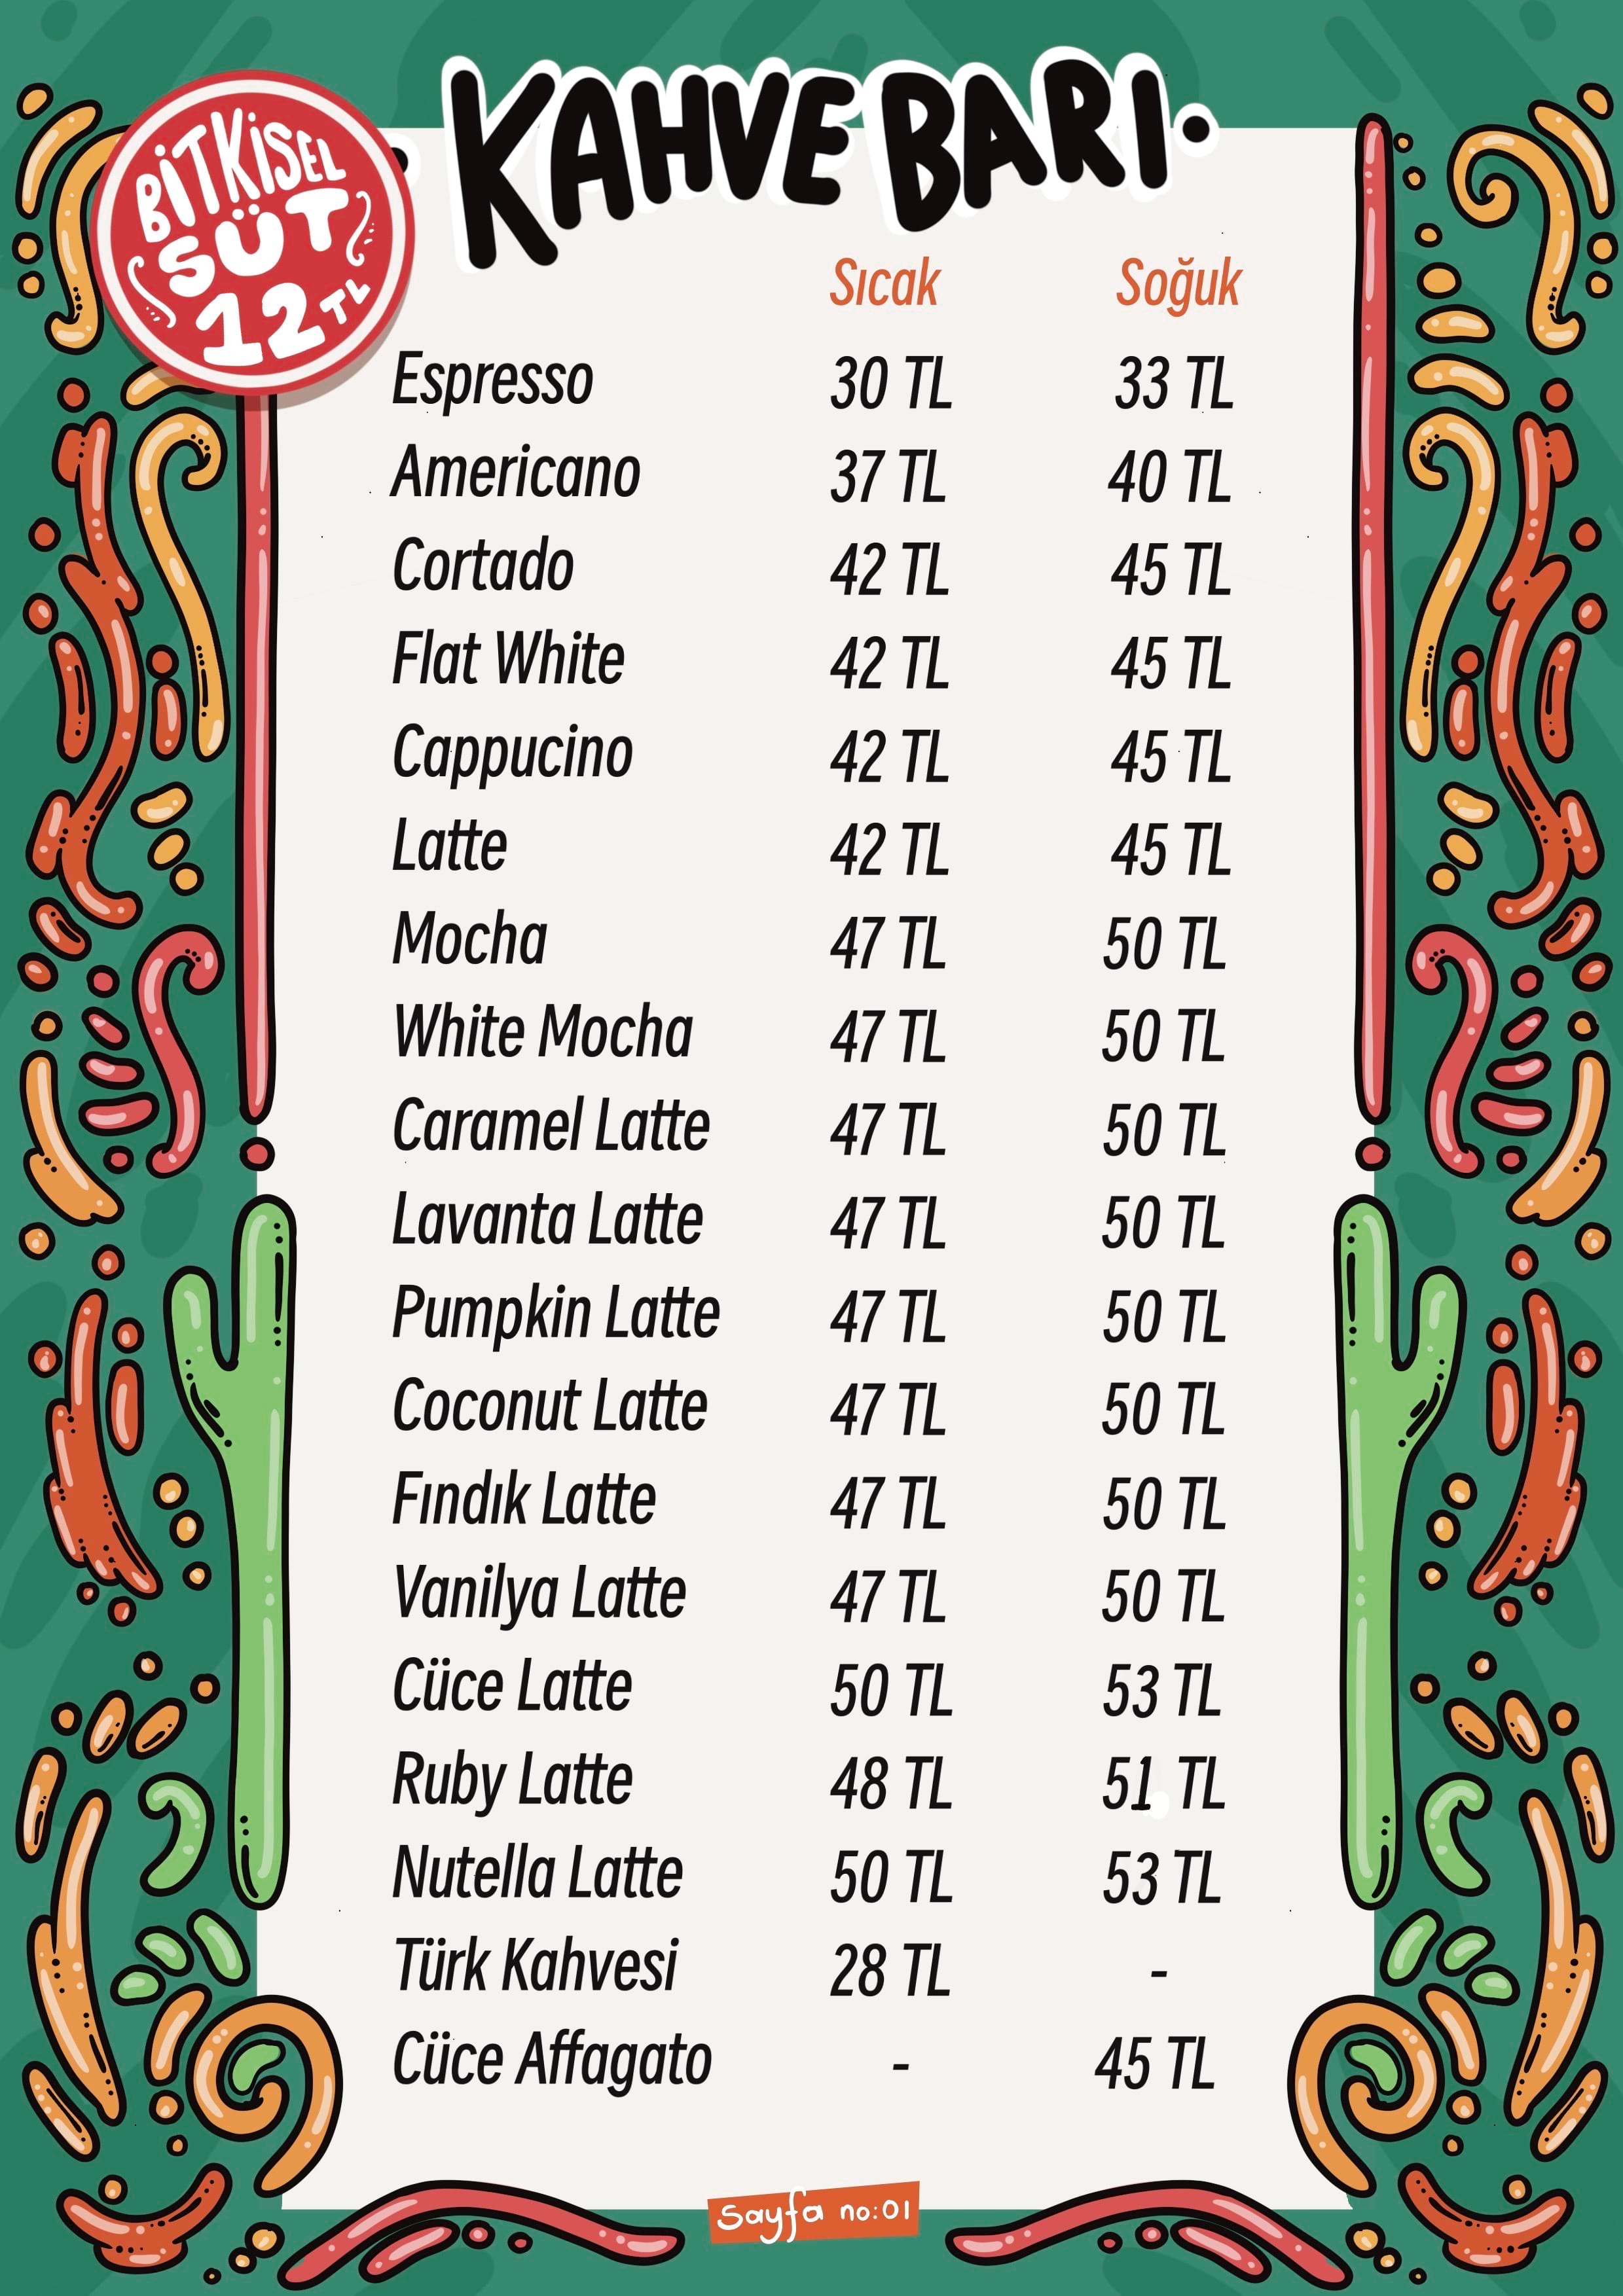 BİTKİSEL
SÜT
12 TL
KAHVE BARI
Sıcak Soğuk
Espresso 30 TL 33 TL
Americano 37 TL 40 TL
Cortado 42 TL 45 TL
Flat White 42 TL 45 TL
Cappucino 42 TL 45 TL
Latte 42 TL 45 TL
Mocha 47 TL 50 TL
White Mocha 47 TL 50 TL
Caramel Latte 47 TL 50 TL
Lavanta Latte 47 TL 50 TL
Pumpkin Latte 47 TL 50 TL
Coconut Latte 47 TL 50 TL
Fındık Latte 47 TL 50 TL
Vanilya Latte 47 TL 50 TL
Cüce Latte 50 TL 53 TL
Ruby Latte 48 TL 51 TL
Nutella Latte 50 TL 53 TL
Türk Kahvesi 28 TL -
Cüce Affagato - 45 TL
Sayfa no:01